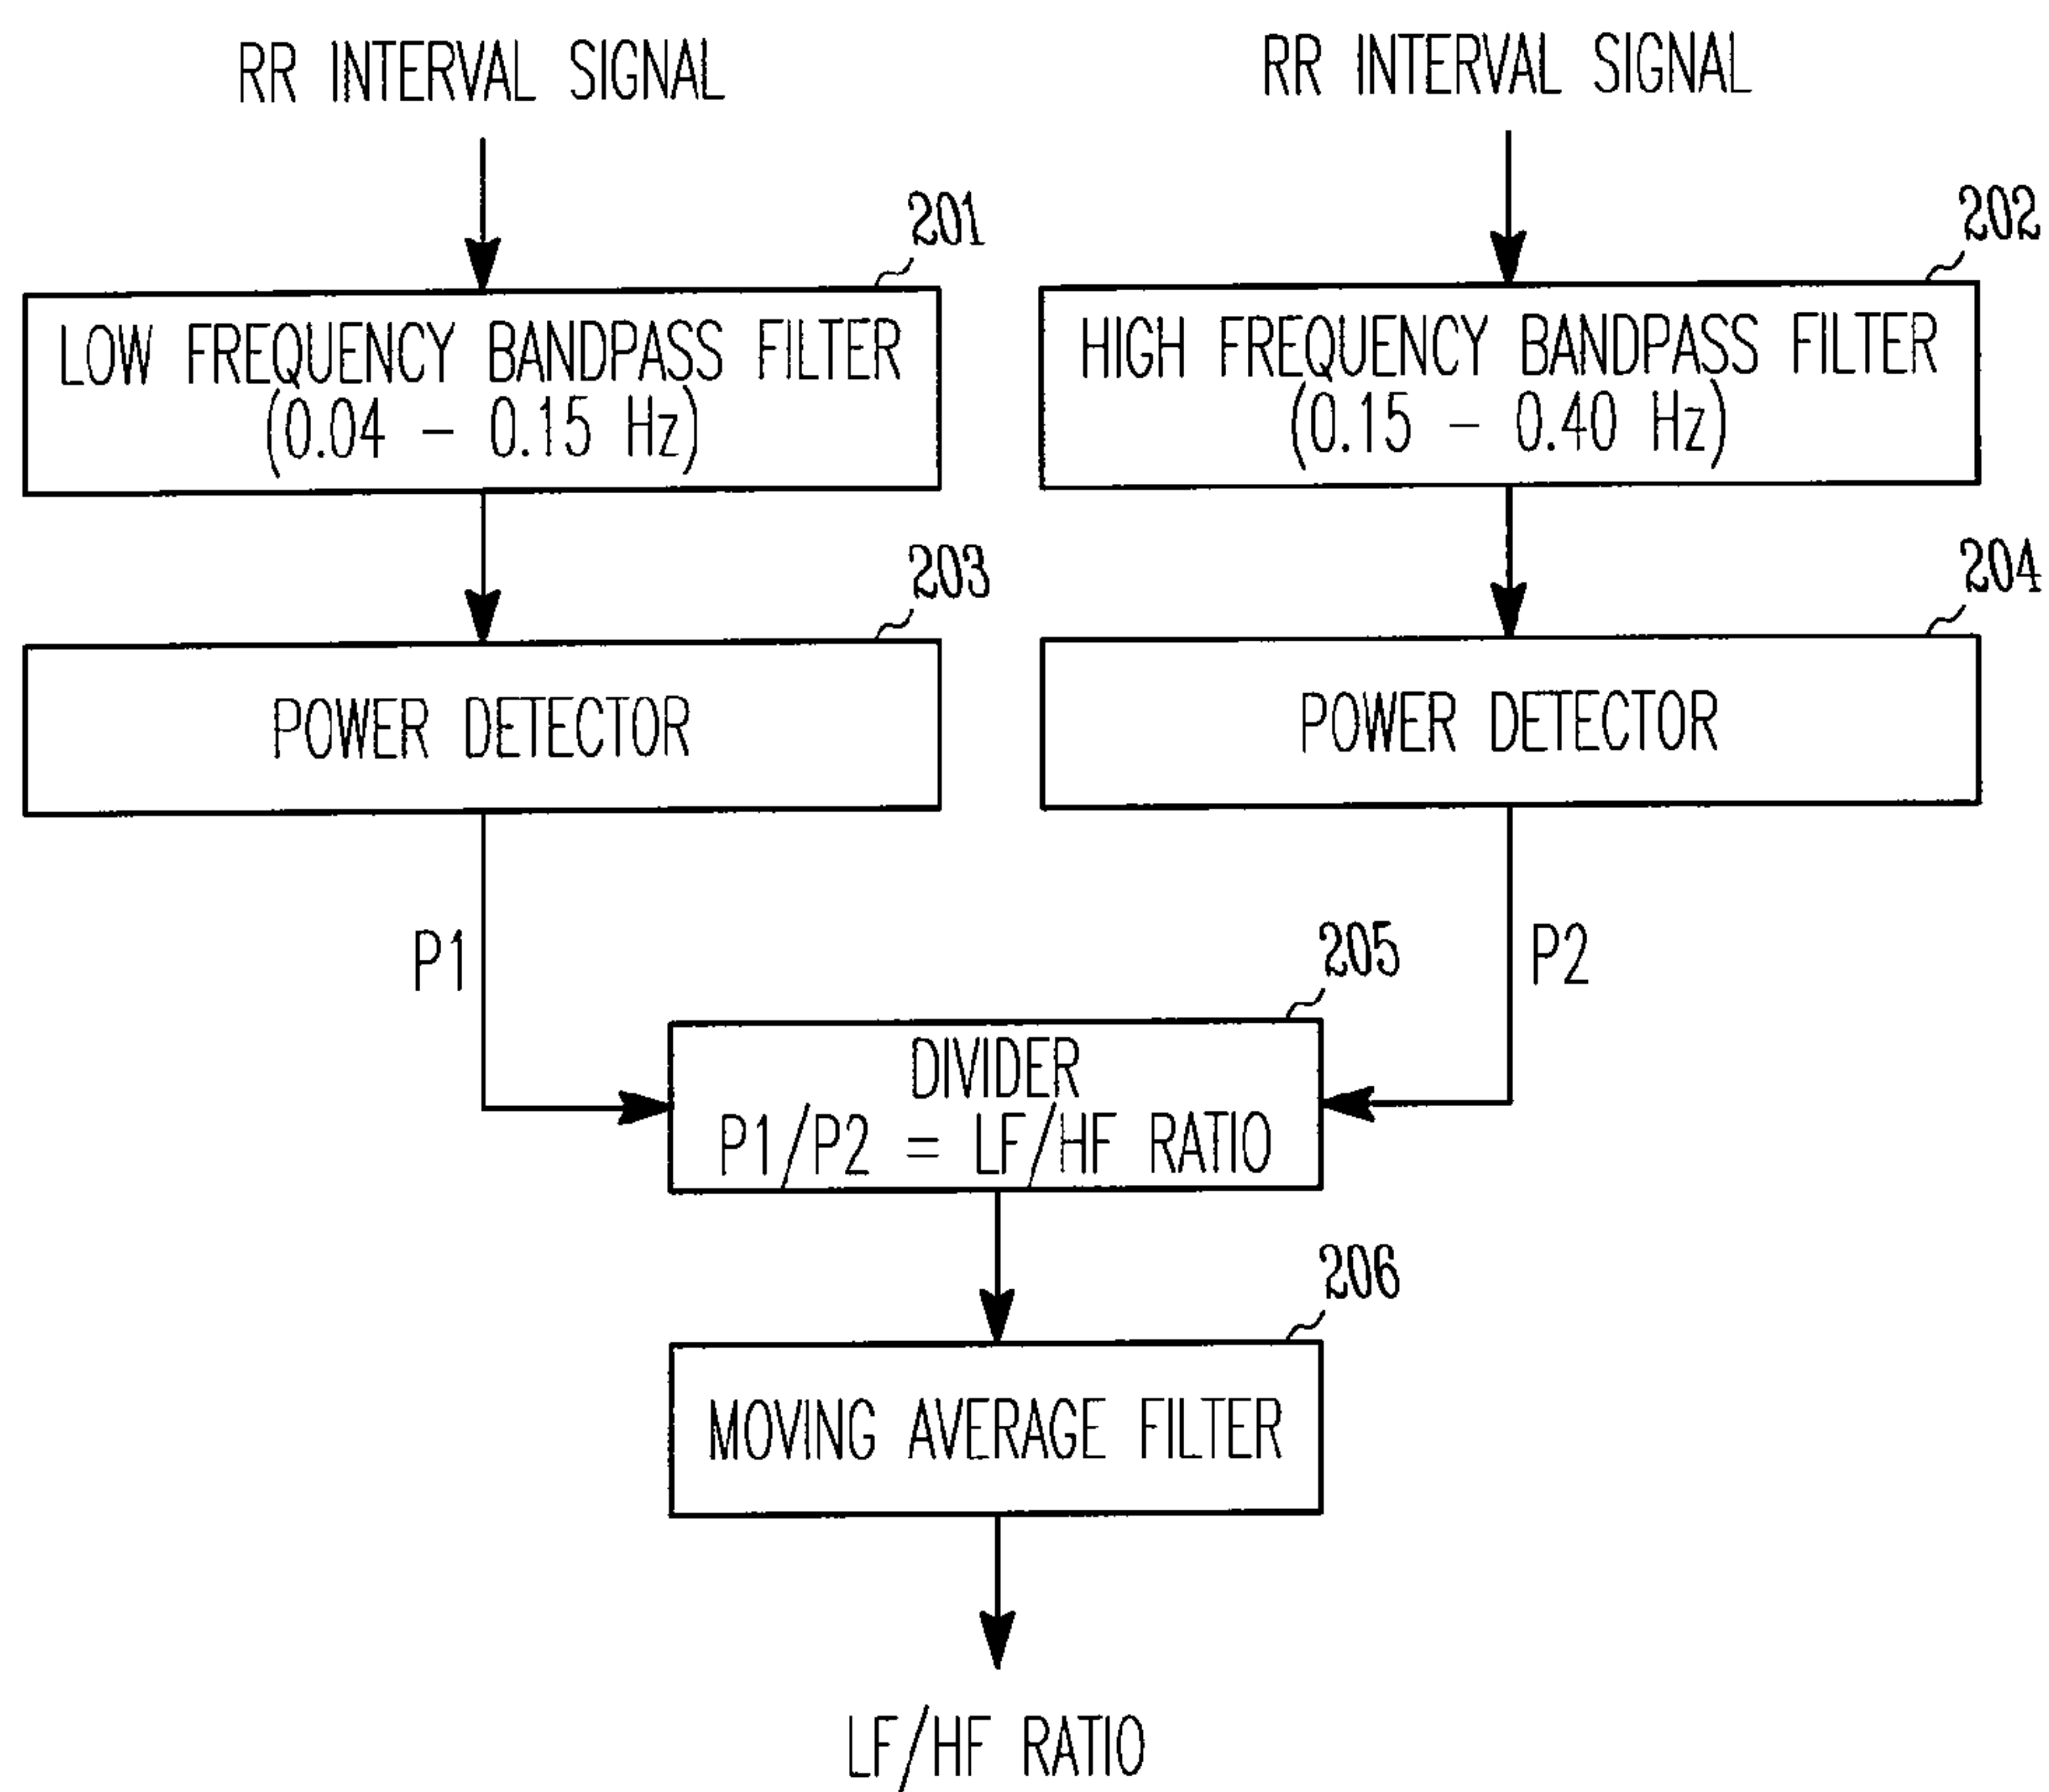 RR INTERVAL SIGNAL
RR INTERVAL SIGNAL
201
202
LOW FREQUENCY BANDPASS FILTER
(0.04 – 0.15 Hz)
HIGH FREQUENCY BANDPASS FILTER
(0.15 – 0.40 Hz)
203
204
POWER DETECTOR
POWER DETECTOR
P1
205
P2
DIVIDER
P1/P2 = LF/HF RATIO
206
MOVING AVERAGE FILTER
LF/HF RATIO